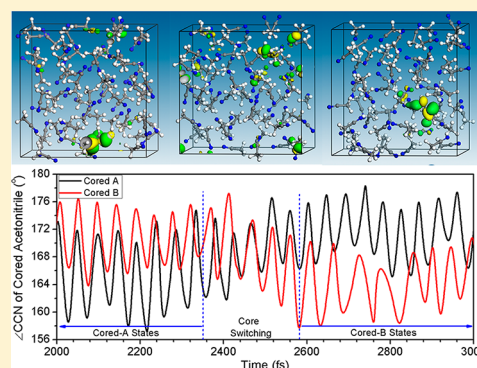 180
176
172
168
164
160
156
∠CCN of Cored Acetonitrile (°)
Cored A
Cored B
Cored-A States
Core
Switching
Cored-B States
2000
2200
2400
2600
2800
3000
Time (fs)